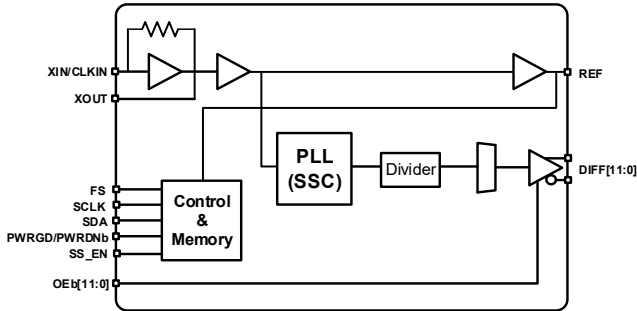 XIN/CLKIN
XOUT
REF
PLL
(SSC)
Divider
DIFF[11:0]
FS
SCLK
SDA
PWRGD/PWRDNb
SS_EN
Control
&
Memory
OEb[11:0]